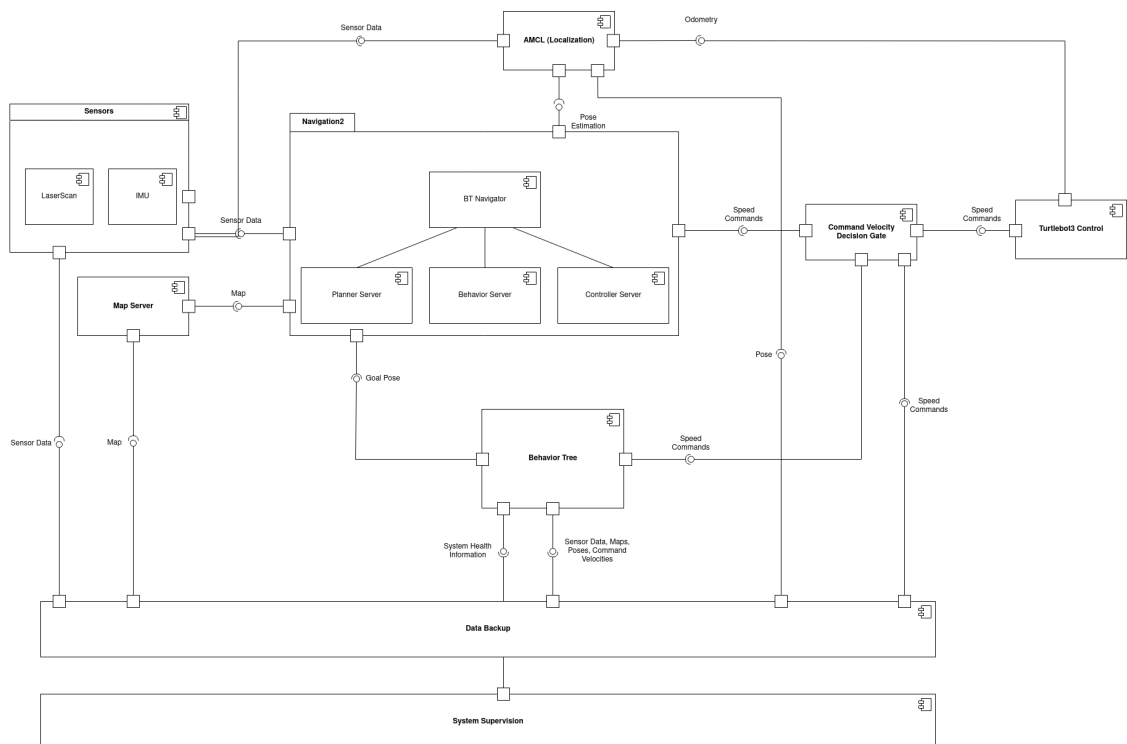 Sensor Data
AMCL (Localization)
Odometry
Sensors
Navigation2
Pose
Estimation
LaserScan
IMU
BT Navigator
Sensor Data
Speed
Commands
Command Velocity
Decision Gate
Speed
Commands
Turtlebot3 Control
Map Server
Map
Planner Server
Behavior Server
Controller Server
Pose
Goal Pose
Speed
Commands
Sensor Data
Map
Behavior Tree
Speed
Commands
System Health
Information
Sensor Data, Maps,
Poses, Command
Velocities
Data Backup
System Supervision